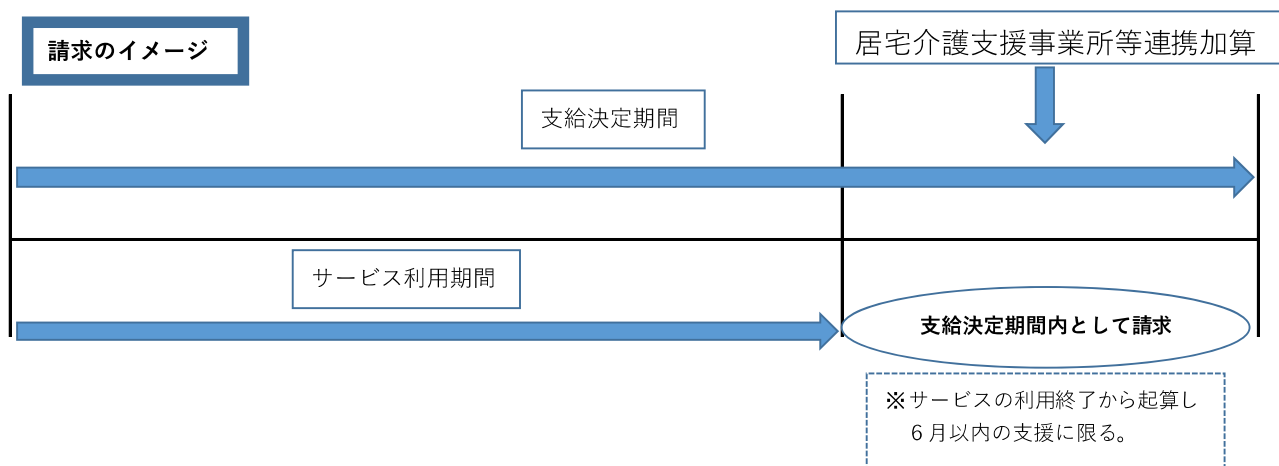 請求のイメージ
居宅介護支援事業所等連携加算
支給決定期間
サービス利用期間
支給決定期間内として請求
※サービスの利用終了から起算し
6月以内の支援に限る。